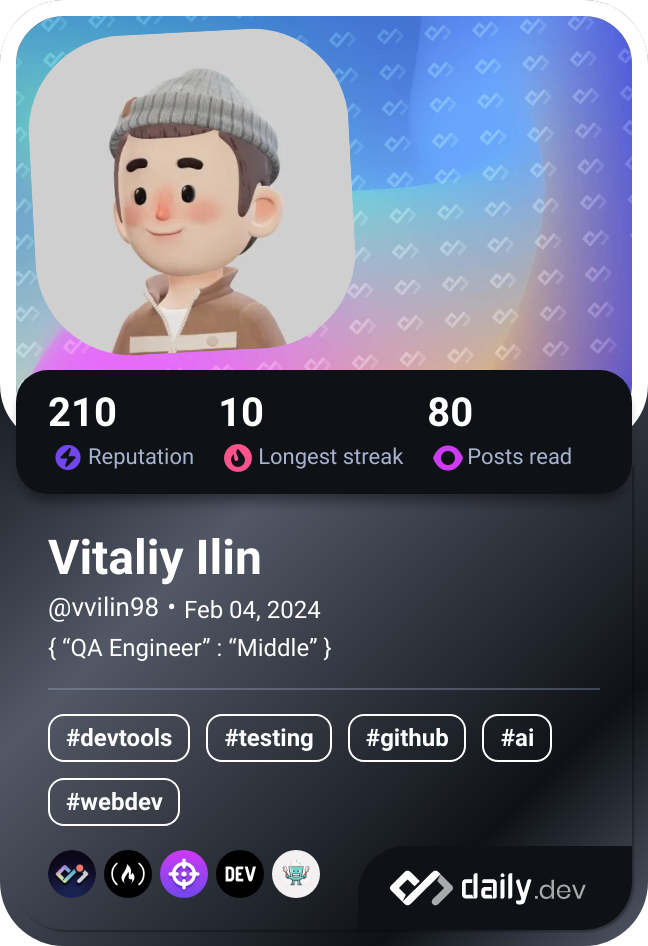 210 10 80
Reputation Longest streak Posts read
Vitaliy Ilin
@vvilin98 • Feb 04, 2024
{ “QA Engineer” : “Middle” }
#devtools #testing #github #ai
#webdev
DEV
daily.dev